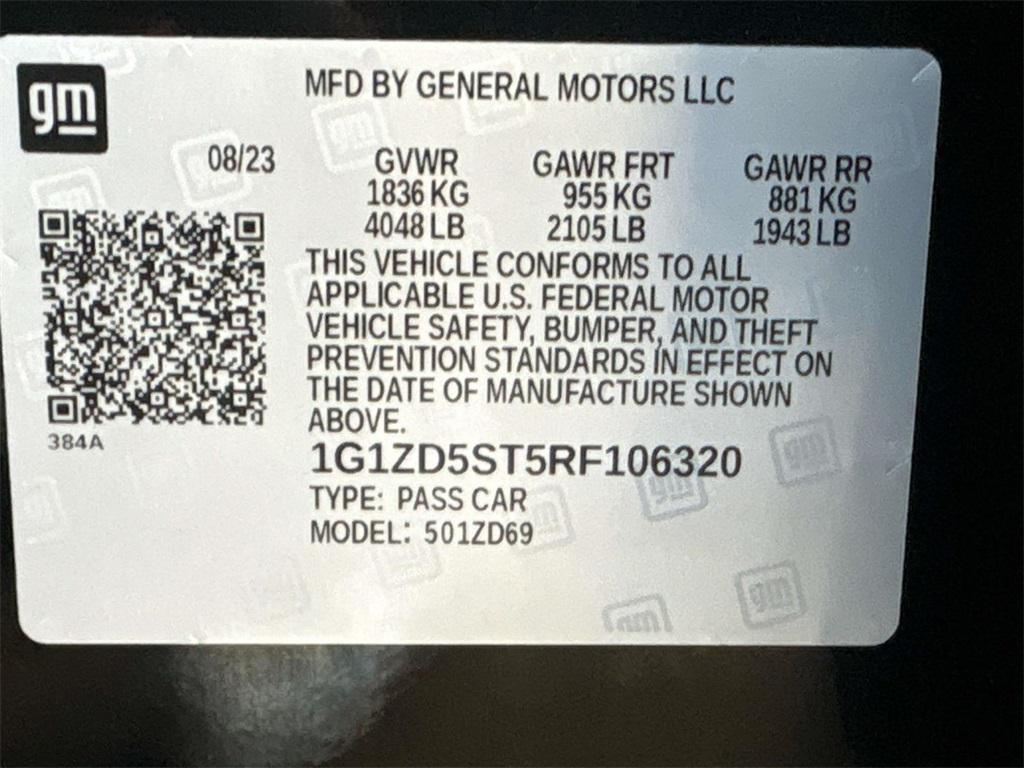 gm
MFD BY GENERAL MOTORS LLC
08/23 GVWR GAWR FRT GAWR RR
1836 KG 955 KG 881 KG
4048 LB 2105 LB 1943 LB
THIS VEHICLE CONFORMS TO ALL
APPLICABLE U.S. FEDERAL MOTOR
VEHICLE SAFETY, BUMPER, AND THEFT
PREVENTION STANDARDS IN EFFECT ON
THE DATE OF MANUFACTURE SHOWN
ABOVE.
384A
1G1ZD5ST5RF106320
TYPE: PASS CAR
MODEL: 501ZD69